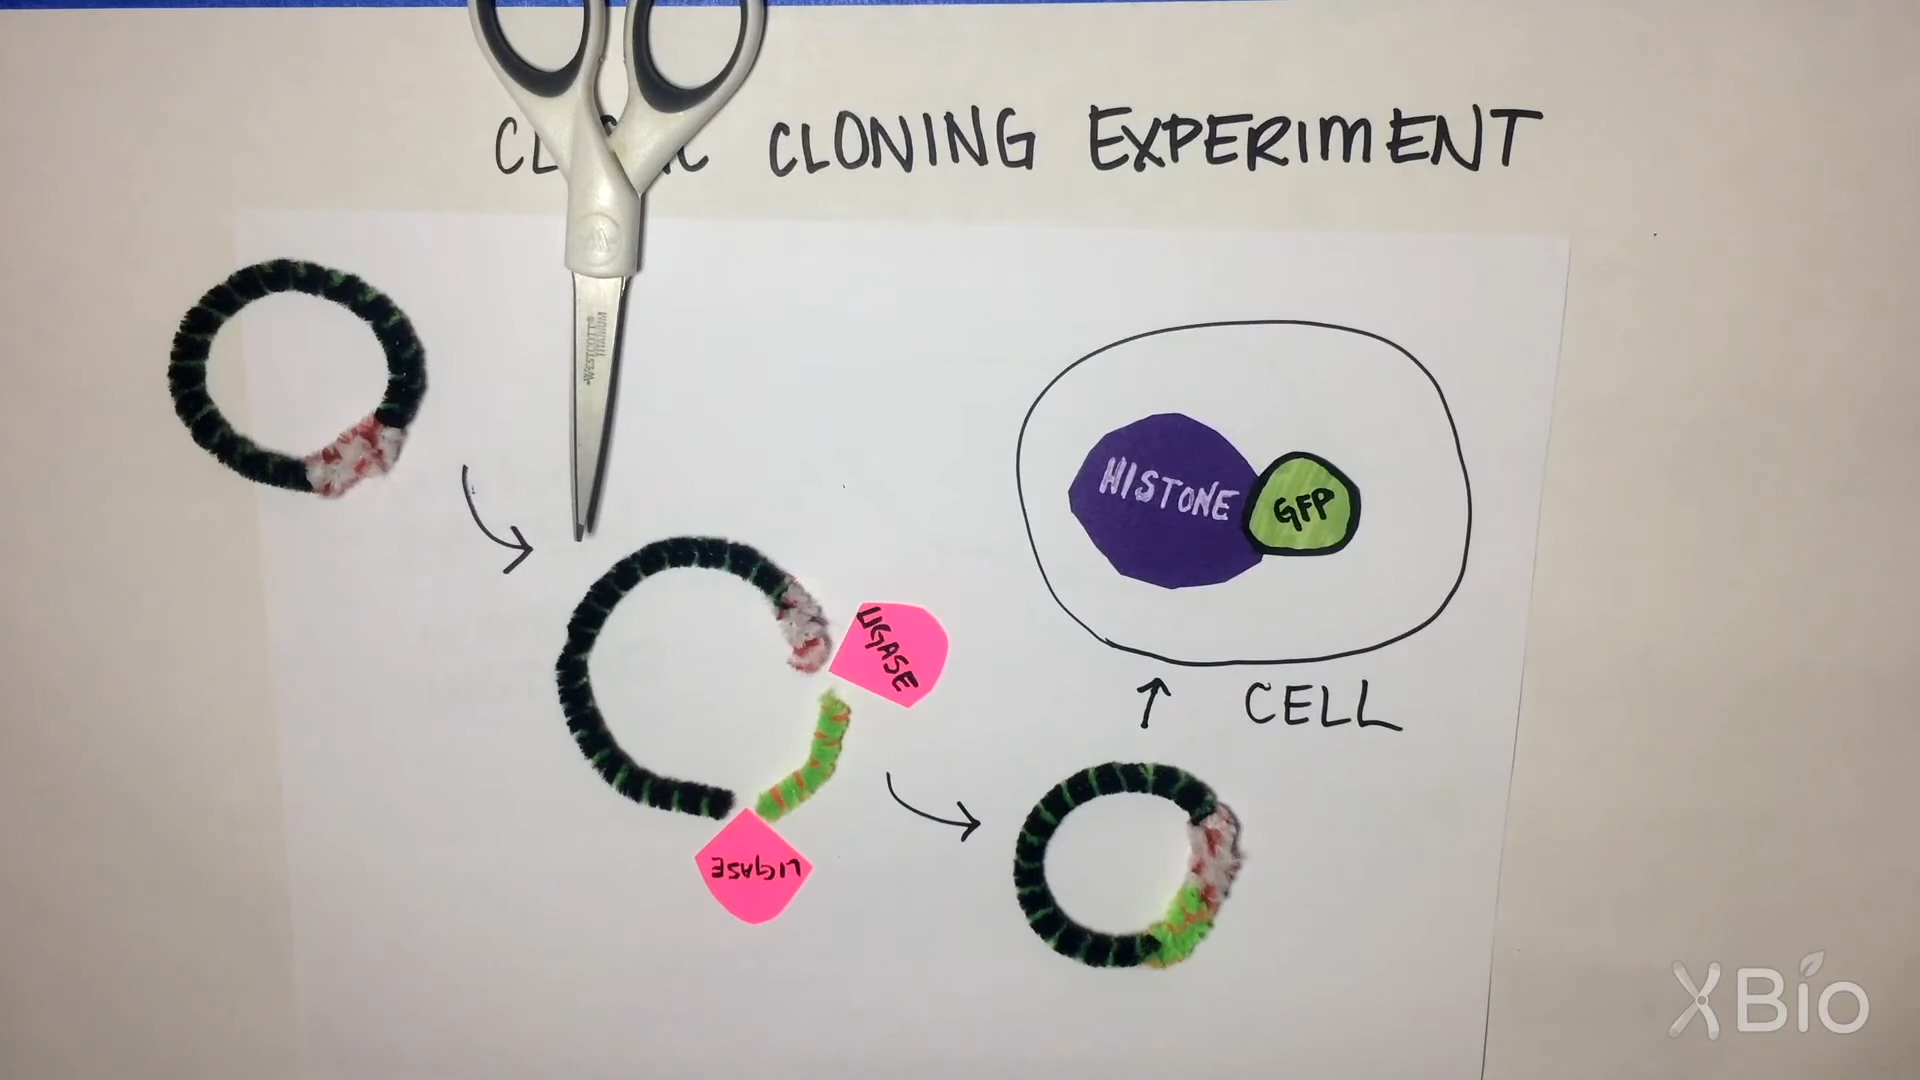 CLONING EXPERIMENT
HISTONE
GFP
LIGASE
CELL
LIGASE
XBio